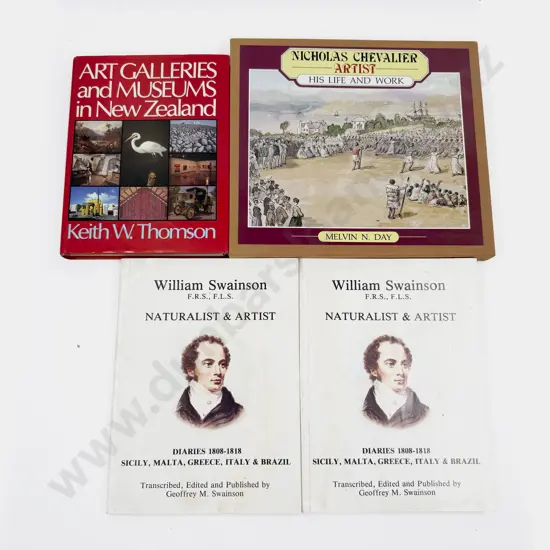 ART GALLERIES
and MUSEUMS
in New Zealand
Keith W. Thomson
NICHOLAS CHEVALIER
ARTIST
HIS LIFE AND WORK
MELVIN N. DAY
William Swainson
F.R.S., F.L.S.
NATURALIST & ARTIST
DIARIES 1808-1818
SICILY, MALTA, GREECE, ITALY & BRAZIL
Transcribed, Edited and Published by
Geoffrey M. Swainson
William Swainson
F.R.S., F.L.S.
NATURALIST & ARTIST
DIARIES 1808-1818
SICILY, MALTA, GREECE, ITALY & BRAZIL
Transcribed, Edited and Published by
Geoffrey M. Swainson